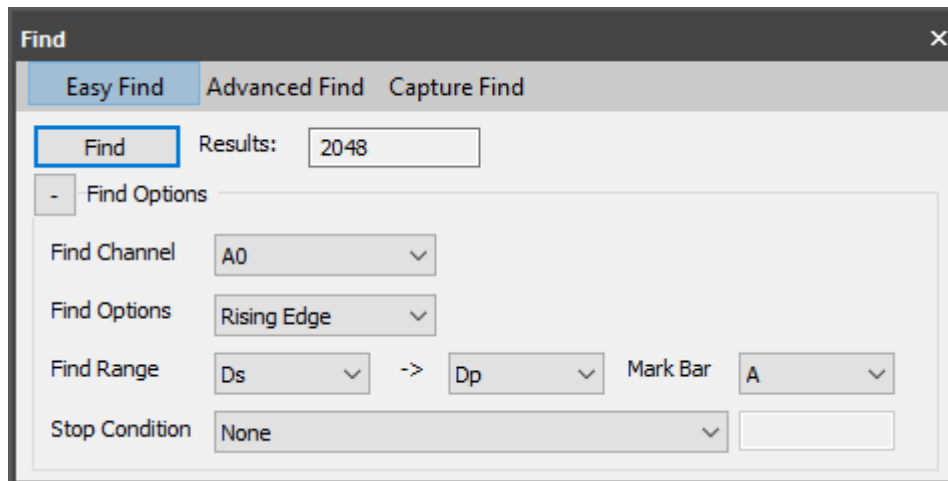 Find
Easy Find Advanced Find Capture Find
Find Results: 2048
- Find Options
Find Channel A0
Find Options Rising Edge
Find Range Ds -> Dp Mark Bar A
Stop Condition None